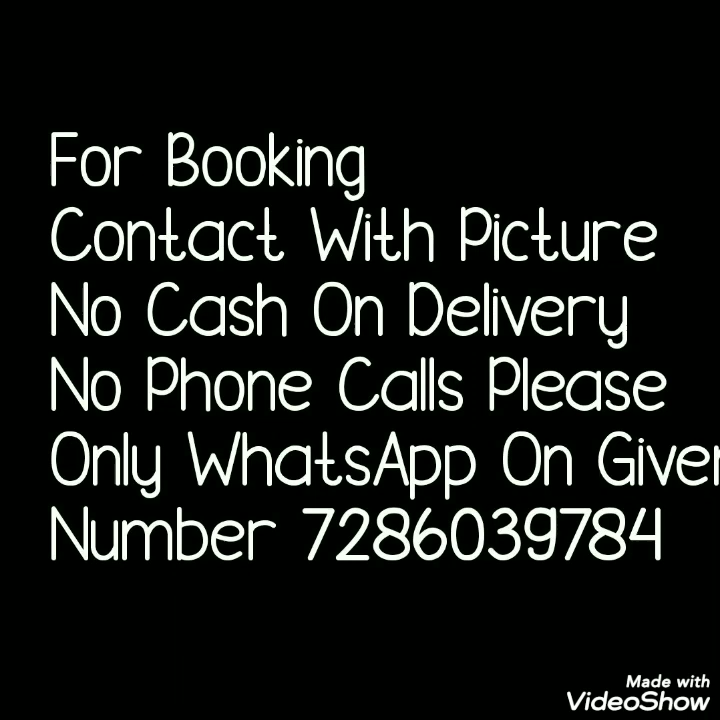 For Booking
Contact With Picture
No Cash On Delivery
No Phone Calls Please
Only WhatsApp On Given
Number 7286039784
Made with
VideoShow